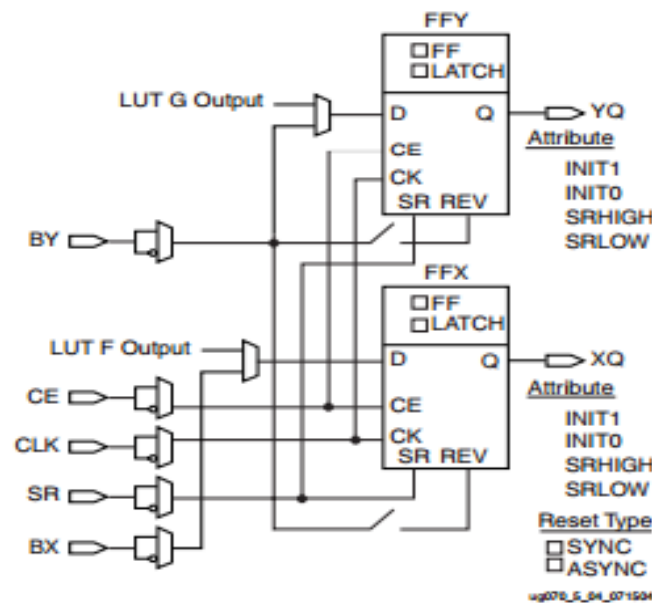 FFY
FF
LATCH
LUT G Output
D Q YQ
CE
CK
SR REV
Attribute
INIT1
INIT0
SRHIGH
SRLOW
BY
FFX
FF
LATCH
LUT F Output
D Q XQ
CE CE
CLK CK
SR REV
Attribute
INIT1
INIT0
SRHIGH
SRLOW
SR
Reset Type
SYNC
ASYNC
BX
ug070_5_04_071504